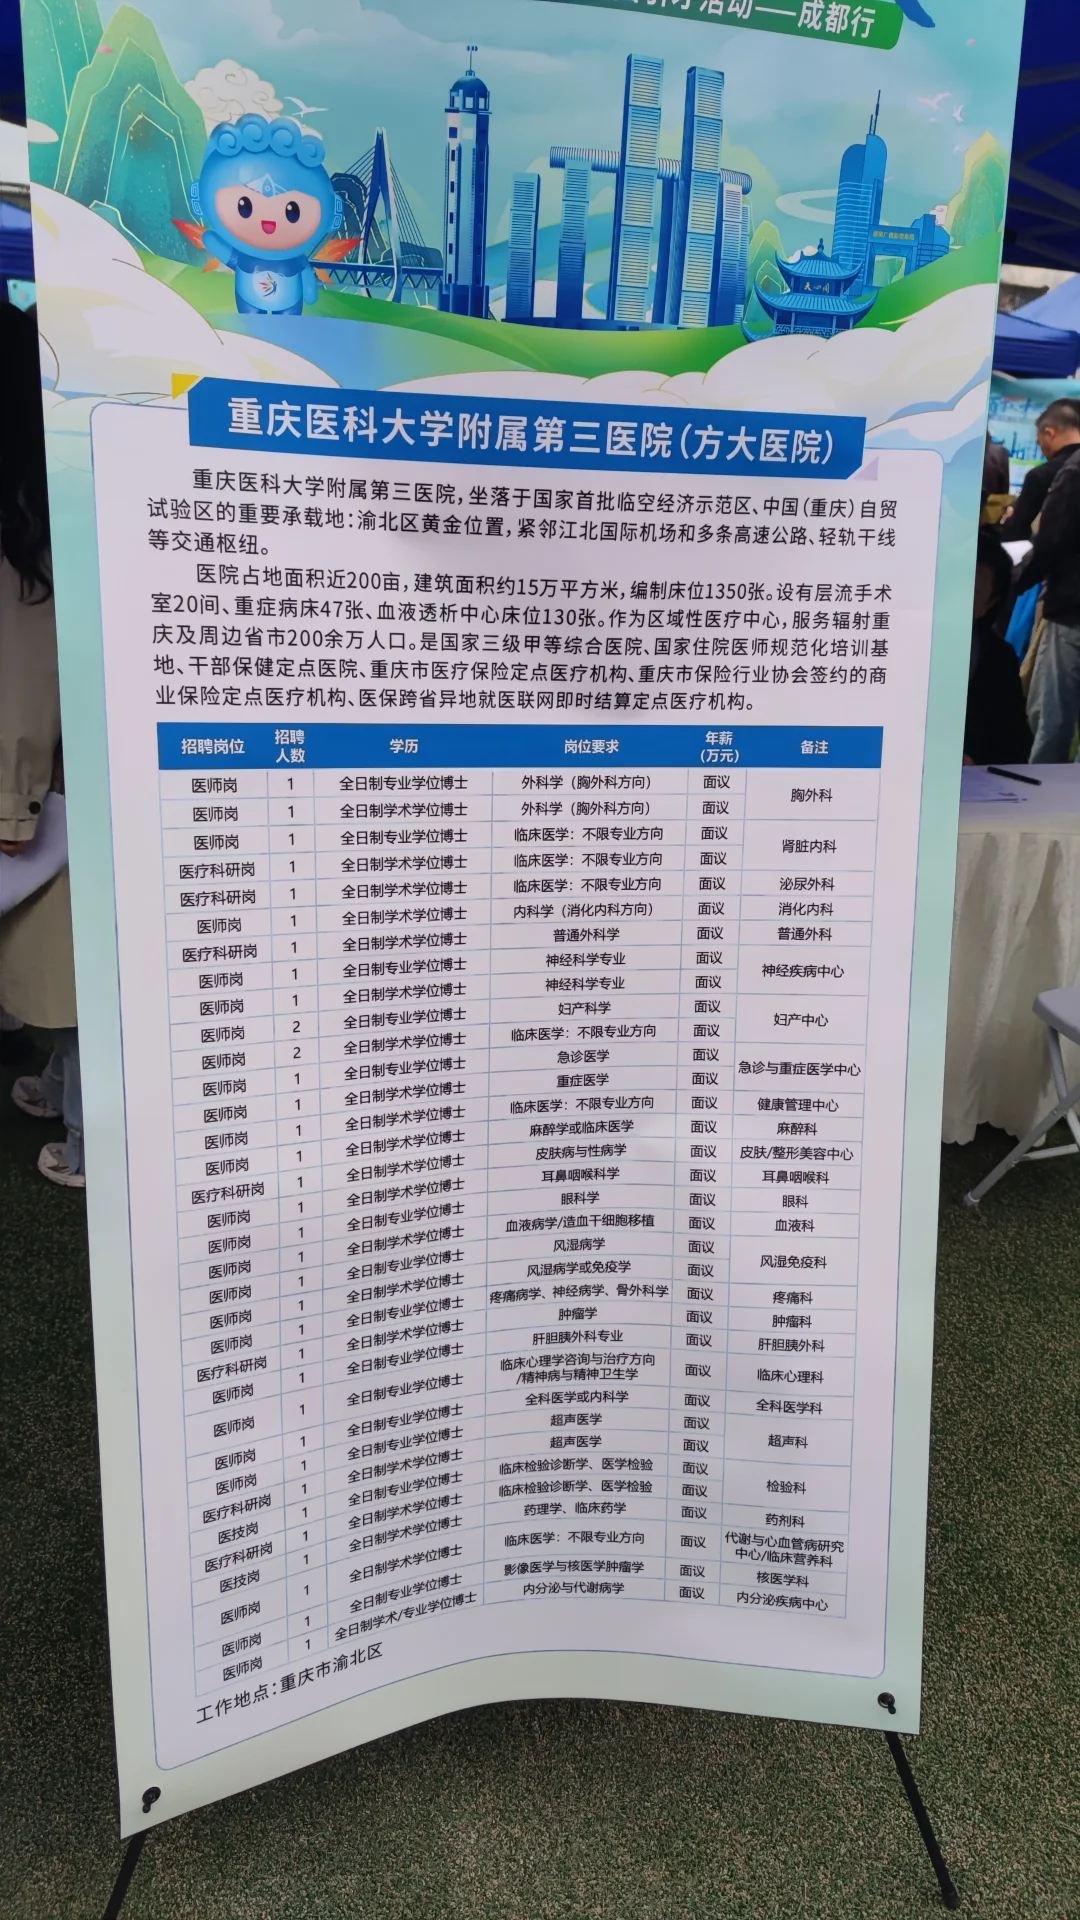 才活动——成都行
天心阁
重庆医科大学附属第三医院（方大医院）
重庆医科大学附属第三医院，坐落于国家首批临空经济示范区、中国（重庆）自贸
试验区的重要承载地：渝北区黄金位置，紧邻江北国际机场和多条高速公路、轻轨干线
等交通枢纽。
医院占地面积近200亩，建筑面积约15万平方米，编制床位1350张。设有层流手术
室20间、重症病床47张、血液透析中心床位130张。作为区域性医疗中心，服务辐射重
庆及周边省市200余万人口。是国家三级甲等综合医院、国家住院医师规范化培训基
地、干部保健定点医院、重庆市医疗保险定点医疗机构、重庆市保险行业协会签约的商
业保险定点医疗机构、医保跨省异地就医联网即时结算定点医疗机构。
招聘岗位 招聘人数 学历 岗位要求 年薪（万元） 备注
医师岗 1 全日制专业学位博士 外科学（胸外科方向） 面议 胸外科
医师岗 1 全日制学术学位博士 外科学（胸外科方向） 面议
医师岗 1 全日制专业学位博士 临床医学：不限专业方向 面议 肾脏内科
医疗科研岗 1 全日制学术学位博士 临床医学：不限专业方向 面议
医疗科研岗 1 全日制学术学位博士 临床医学：不限专业方向 面议 泌尿外科
医师岗 1 全日制学术学位博士 内科学（消化内科方向） 面议 消化内科
医疗科研岗 1 全日制学术学位博士 普通外科学 面议 普通外科
医师岗 1 全日制专业学位博士 神经科学专业 面议 神经疾病中心
医师岗 1 全日制学术学位博士 神经科学专业 面议
医师岗 2 全日制专业学位博士 妇产科学 面议 妇产中心
医师岗 2 全日制学术学位博士 临床医学：不限专业方向 面议
医师岗 1 全日制专业学位博士 急诊医学 面议 急诊与重症医学中心
医师岗 1 全日制学术学位博士 重症医学 面议
医师岗 1 全日制学术学位博士 临床医学：不限专业方向 面议 健康管理中心
医师岗 1 全日制学术学位博士 麻醉学或临床医学 面议 麻醉科
医疗科研岗 1 全日制学术学位博士 皮肤病与性病学 面议 皮肤/整形美容中心
医师岗 1 全日制学术学位博士 耳鼻咽喉科学 面议 耳鼻咽喉科
医师岗 1 全日制专业学位博士 眼科学 面议 眼科
医师岗 1 全日制学术学位博士 血液病学/造血干细胞移植 面议 血液科
医师岗 1 全日制专业学位博士 风湿病学 面议 风湿免疫科
医师岗 1 全日制学术学位博士 风湿病学或免疫学 面议
医师岗 1 全日制专业学位博士 疼痛病学、神经病学、骨外科学 面议 疼痛科
医疗科研岗 1 全日制学术学位博士 肿瘤学 面议 肿瘤科
医师岗 1 全日制专业学位博士 肝胆胰外科专业 面议 肝胆胰外科
医师岗 1 全日制专业学位博士 临床心理学咨询与治疗方向/精神病与精神卫生学 面议 临床心理科
医师岗 1 全日制专业学位博士 全科医学或内科学 面议 全科医学科
医师岗 1 全日制专业学位博士 超声医学 面议 超声科
医疗科研岗 1 全日制学术学位博士 超声医学 面议
医技岗 1 全日制专业学位博士 临床检验诊断学、医学检验 面议 检验科
医疗科研岗 1 全日制学术学位博士 临床检验诊断学、医学检验 面议
医技岗 1 全日制学术学位博士 药理学、临床药学 面议 药剂科
医师岗 1 全日制学术学位博士 临床医学：不限专业方向 面议 代谢与心血管病研究中心/临床营养科
医师岗 1 全日制专业学位博士 影像医学与核医学肿瘤学 面议 核医学科
医师岗 1 全日制学术/专业学位博士 内分泌与代谢病学 面议 内分泌疾病中心
工作地点：重庆市渝北区